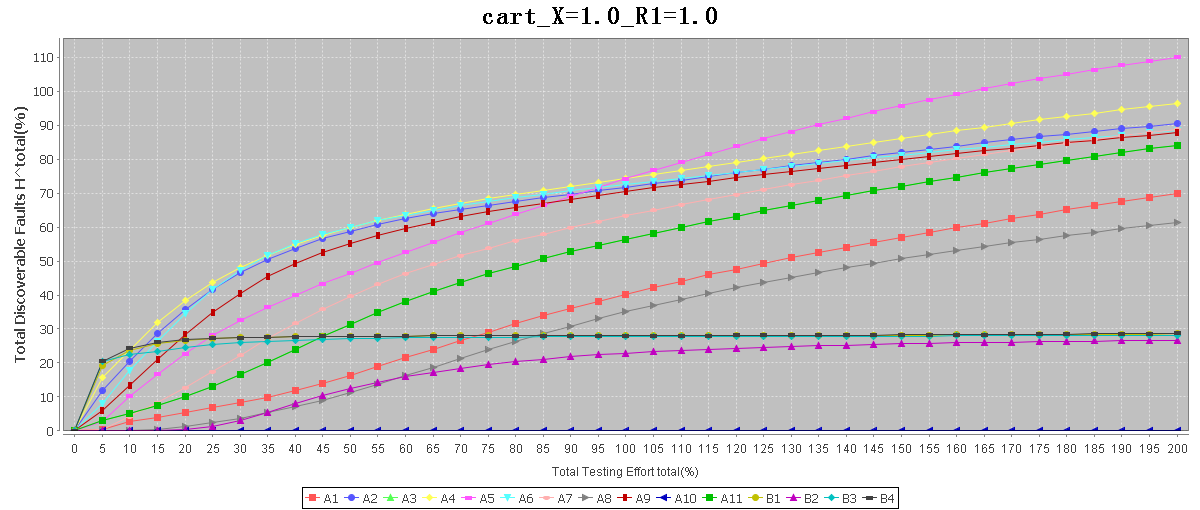 cart_X=1.0_R1=1.0
Total Discoverable Faults H^total(%)
110
100
90
80
70
60
50
40
30
20
10
0
0 5 10 15 20 25 30 35 40 45 50 55 60 65 70 75 80 85 90 95 100 105 110 115 120 125 130 135 140 145 150 155 160 165 170 175 180 185 190 195 200
Total Testing Effort total(%)
A1 A2 A3 A4 A5 A6 A7 A8 A9 A10 A11 B1 B2 B3 B4